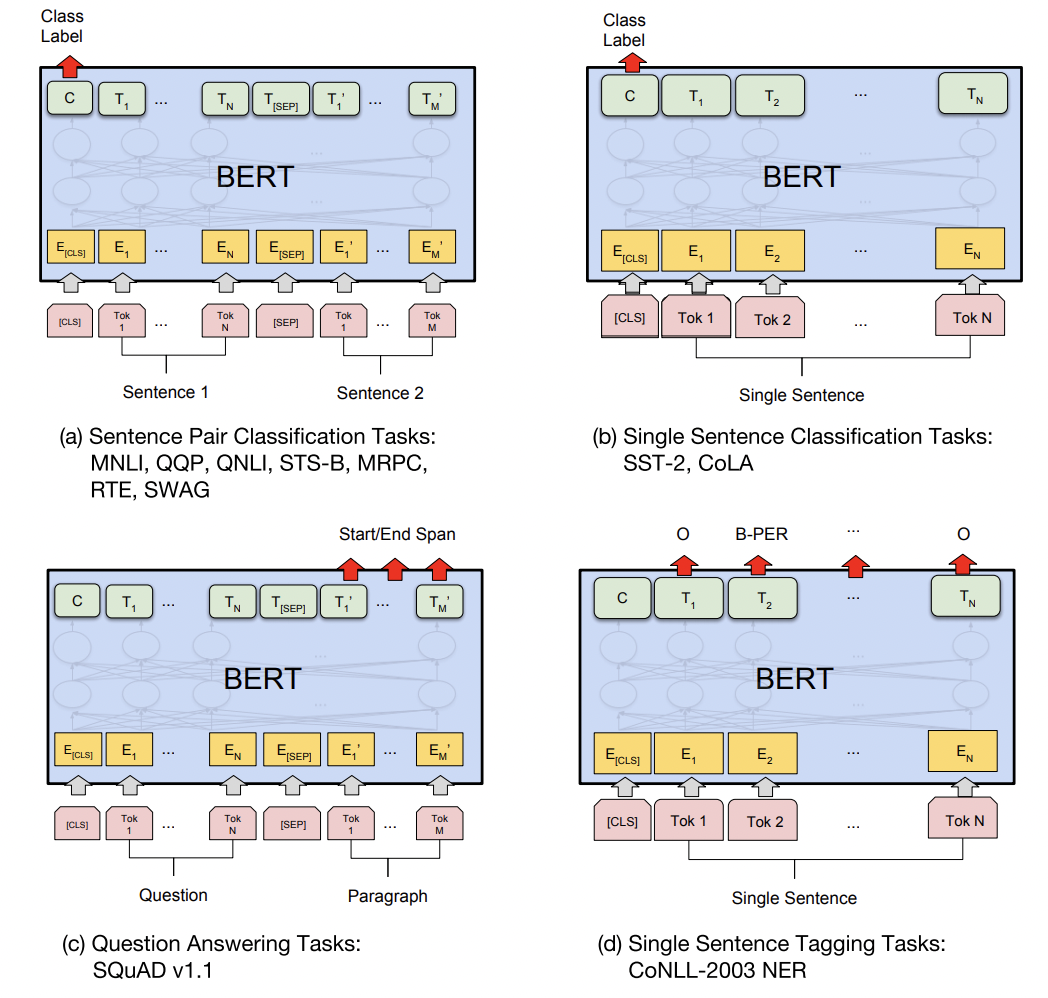 Class
Label
C T1 ... TN T[SEP] T1’ ... TM’
...
BERT
...
E[CLS] E1 ... EN E[SEP] E1’ ... EM’
[CLS] Tok 1 ... Tok N [SEP] Tok 1 ... Tok M
Sentence 1 Sentence 2
(a) Sentence Pair Classification Tasks:
MNLI, QQP, QNLI, STS-B, MRPC,
RTE, SWAG
Class
Label
C T1 T2 ... TN
...
BERT
...
E[CLS] E1 E2 ... EN
[CLS] Tok 1 Tok 2 ... Tok N
Single Sentence
(b) Single Sentence Classification Tasks:
SST-2, CoLA
Start/End Span
C T1 ... TN T[SEP] T1’ ... TM’
...
BERT
...
E[CLS] E1 ... EN E[SEP] E1’ ... EM’
[CLS] Tok 1 ... Tok N [SEP] Tok 1 ... Tok M
Question Paragraph
(c) Question Answering Tasks:
SQuAD v1.1
O B-PER ... O
C T1 T2 ... TN
...
BERT
...
E[CLS] E1 E2 ... EN
[CLS] Tok 1 Tok 2 ... Tok N
Single Sentence
(d) Single Sentence Tagging Tasks:
CoNLL-2003 NER